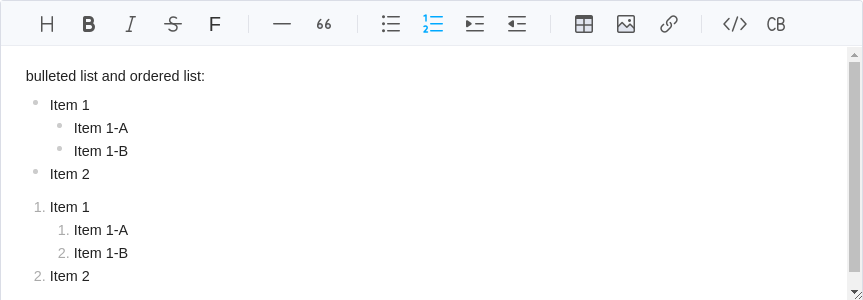 H B I S F — 66 </> CB
bulleted list and ordered list:
Item 1
Item 1-A
Item 1-B
Item 2
1. Item 1
1. Item 1-A
2. Item 1-B
2. Item 2